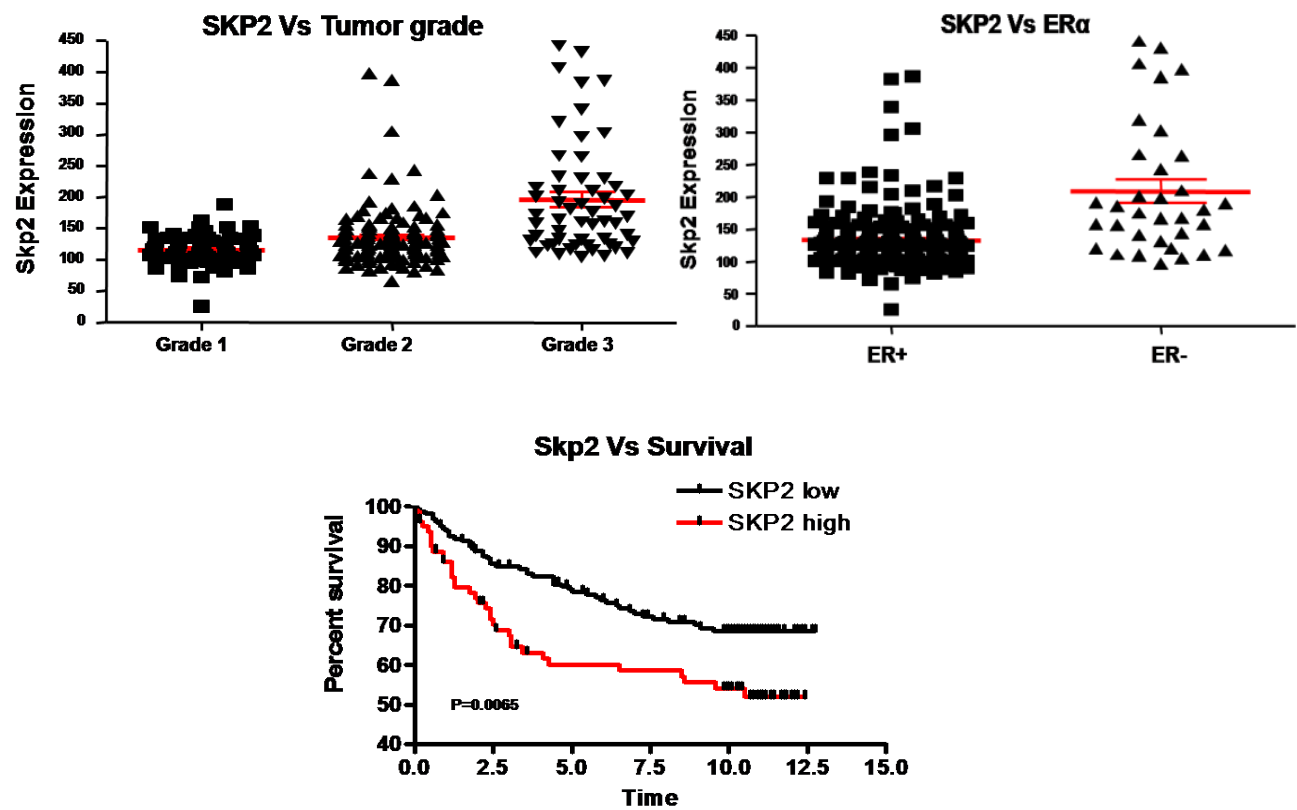 SKP2 Vs Tumor grade
Skp2 Expression
450
400
350
300
250
200
150
100
50
0
Grade 1 Grade 2 Grade 3
SKP2 Vs ERα
Skp2 Expression
450
400
350
300
250
200
150
100
50
0
ER+ ER-
Skp2 Vs Survival
SKP2 low
SKP2 high
Percent survival
100
90
80
70
60
50
40
P=0.0065
0.0 2.5 5.0 7.5 10.0 12.5 15.0
Time